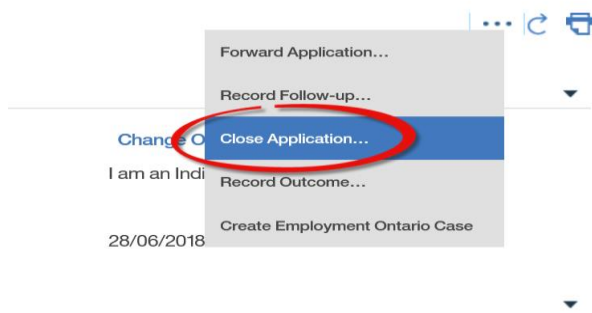 Forward Application...
Record Follow-up...
Change O
Close Application...
I am an Indi
Record Outcome...
Create Employment Ontario Case
28/06/2018